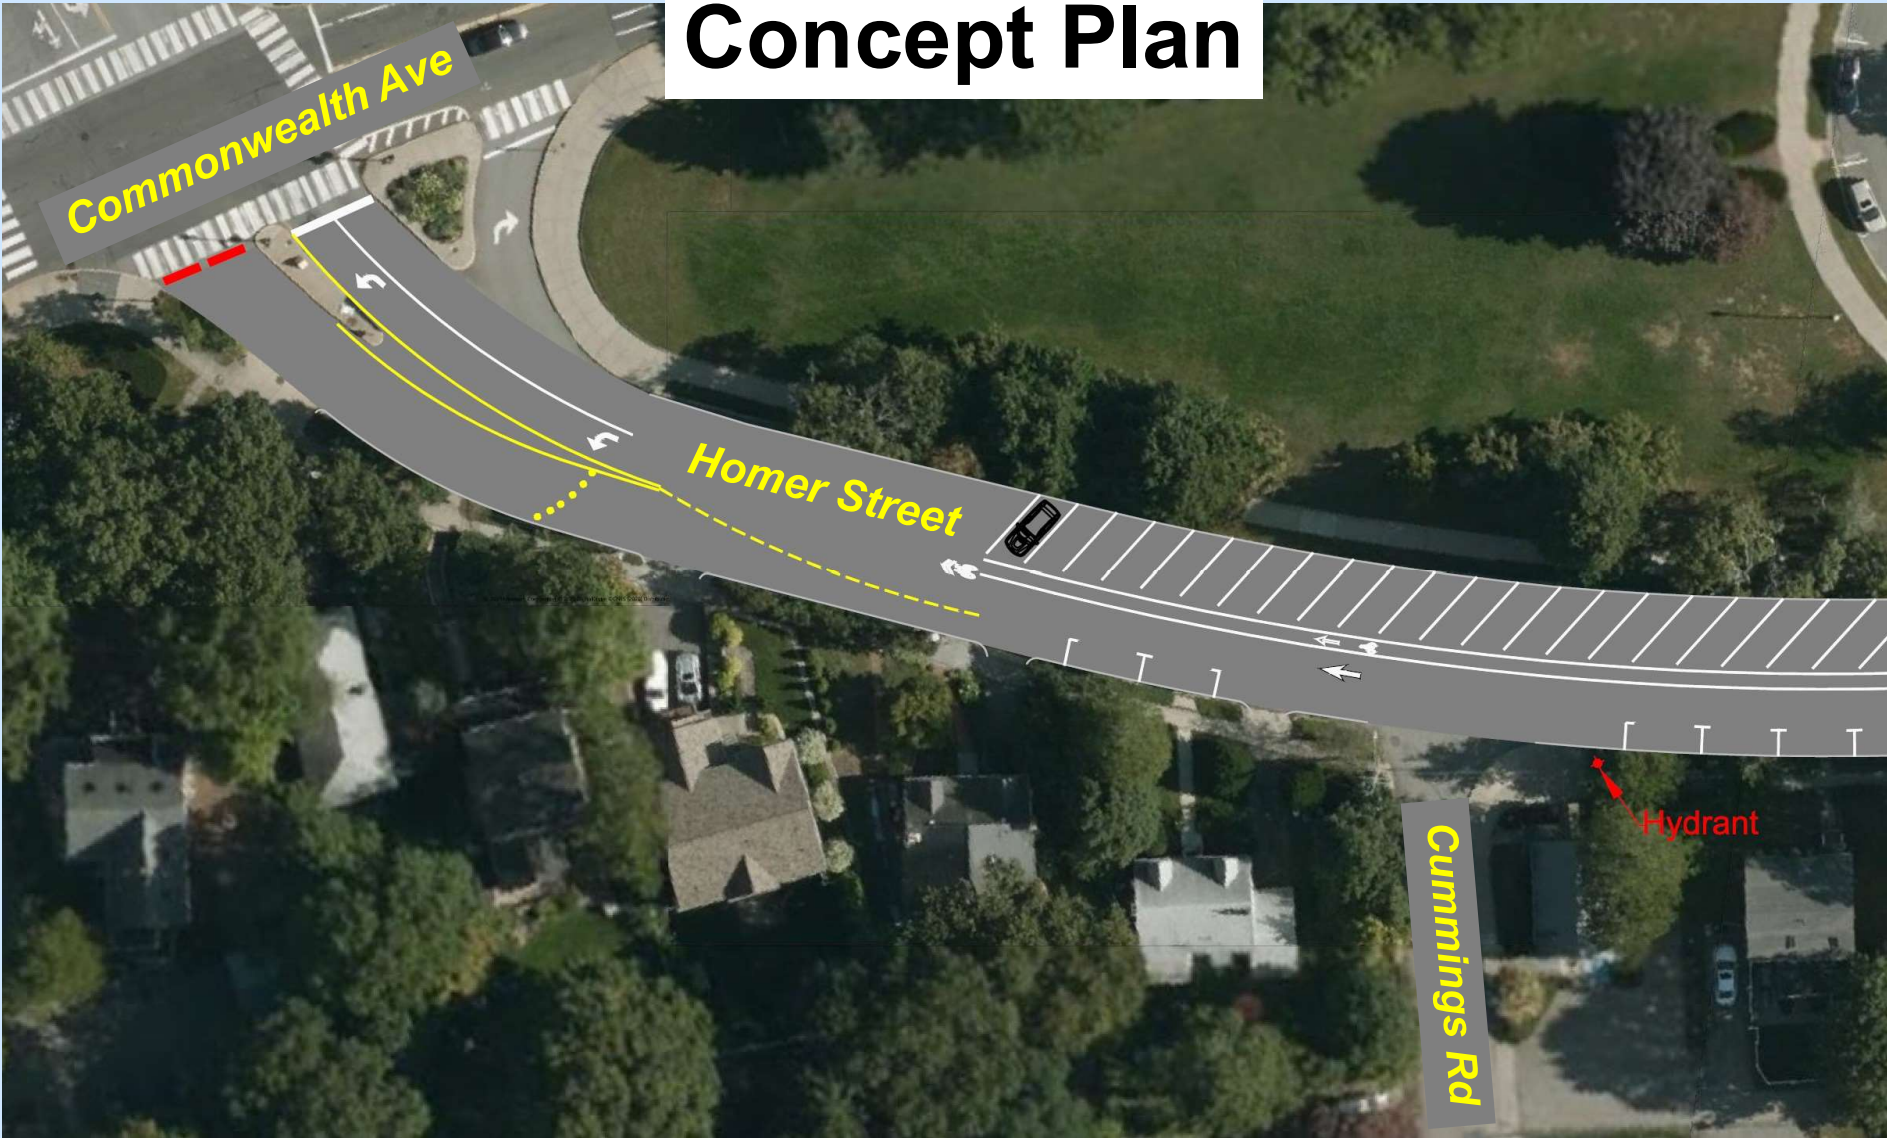 Concept Plan
Commonwealth Ave
Homer Street
Hydrant
Cummings Rd